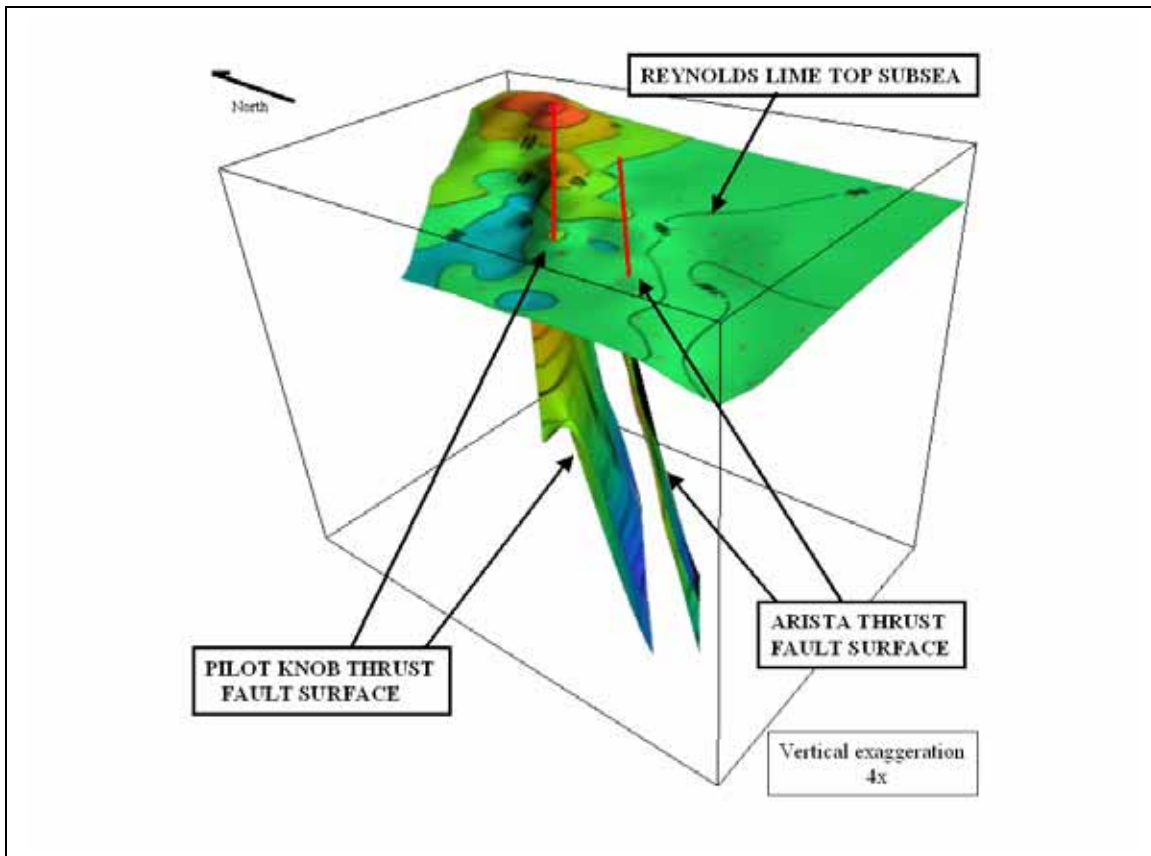 REYNOLDS LIME TOP SUBSEA
North
PILOT KNOB THRUST
FAULT SURFACE
ARISTA THRUST
FAULT SURFACE
Vertical exaggeration
4x